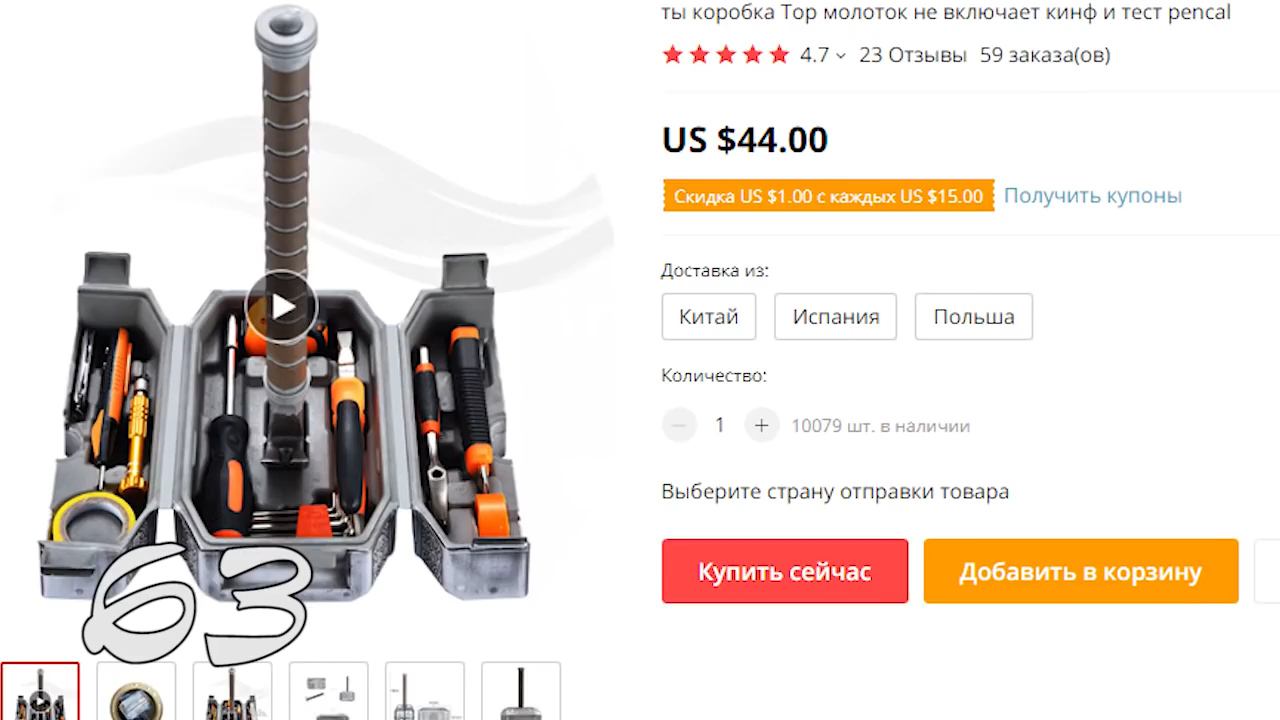 ты коробка Тор молоток не включает кинф и тест pencal
4.7 23 Отзывы 59 заказа(ов)
US $44.00
Скидка US $1.00 с каждых US $15.00 Получить купоны
Доставка из:
Китай Испания Польша
Количество:
1 10079 шт. в наличии
Выберите страну отправки товара
Купить сейчас Добавить в корзину
63